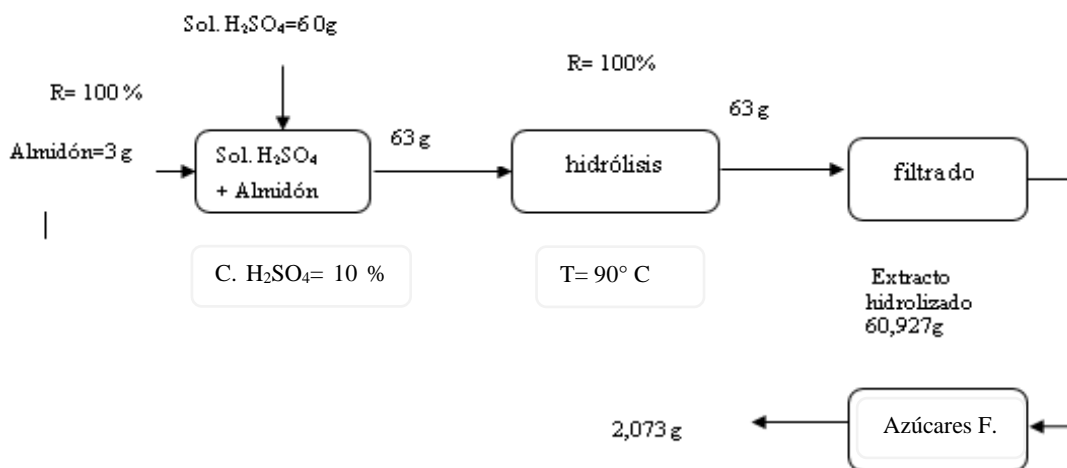 Sol. H₂SO₄=60g
R= 100 %
R= 100%
Almidón=3 g
Sol. H₂SO₄
+ Almidón
63 g
hidrólisis
63 g
filtrado
C. H₂SO₄= 10 %
T= 90° C
Extracto
hidrolizado
60,927g
2,073 g
Azúcares F.